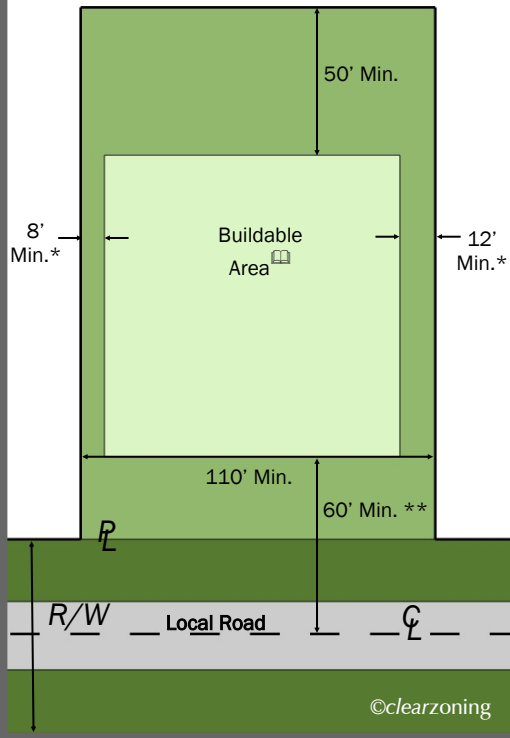 50' Min.
8'
Min.*
Buildable
Area
12'
Min.*
110' Min.
60' Min. **
PL
R/W
Local Road
CL
©clearzoning